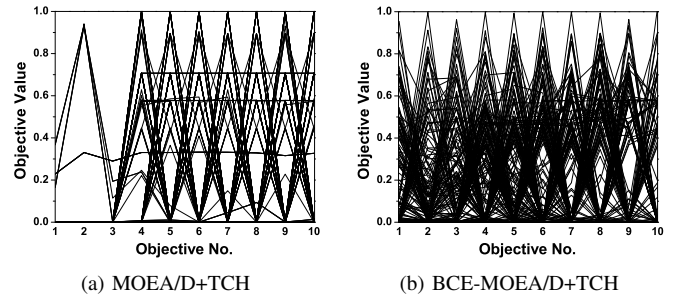 1.0
0.8
0.6
0.4
0.2
0.0
Objective Value
1 2 3 4 5 6 7 8 9 10
Objective No.
(a) MOEA/D+TCH
1.0
0.8
0.6
0.4
0.2
0.0
Objective Value
1 2 3 4 5 6 7 8 9 10
Objective No.
(b) BCE-MOEA/D+TCH